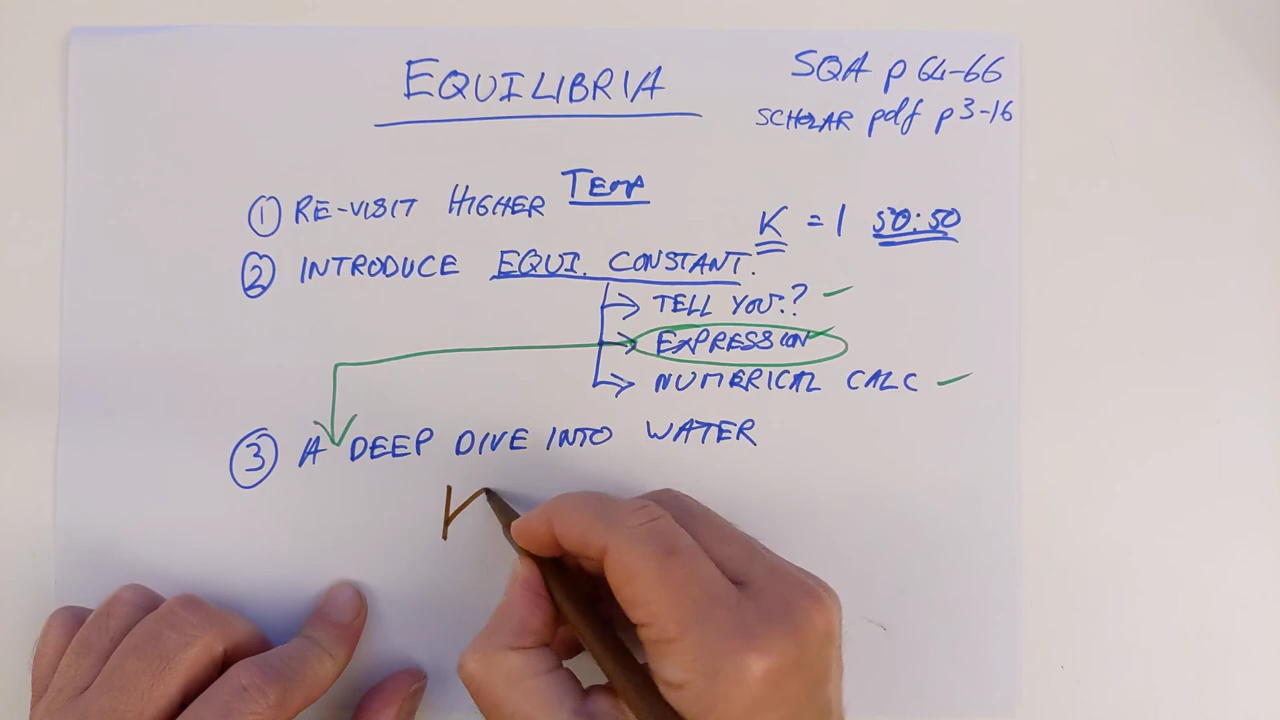 EQUILIBRIA
SQA p 64-66
SCHOLAR pdf p 3-16
① RE-VISIT HIGHER TEMP
K = 1 50:50
② INTRODUCE EQUI. CONSTANT.
→ TELL YOU:?
→ EXPRESSION
→ NUMERICAL CALC
③ A DEEP DIVE INTO WATER